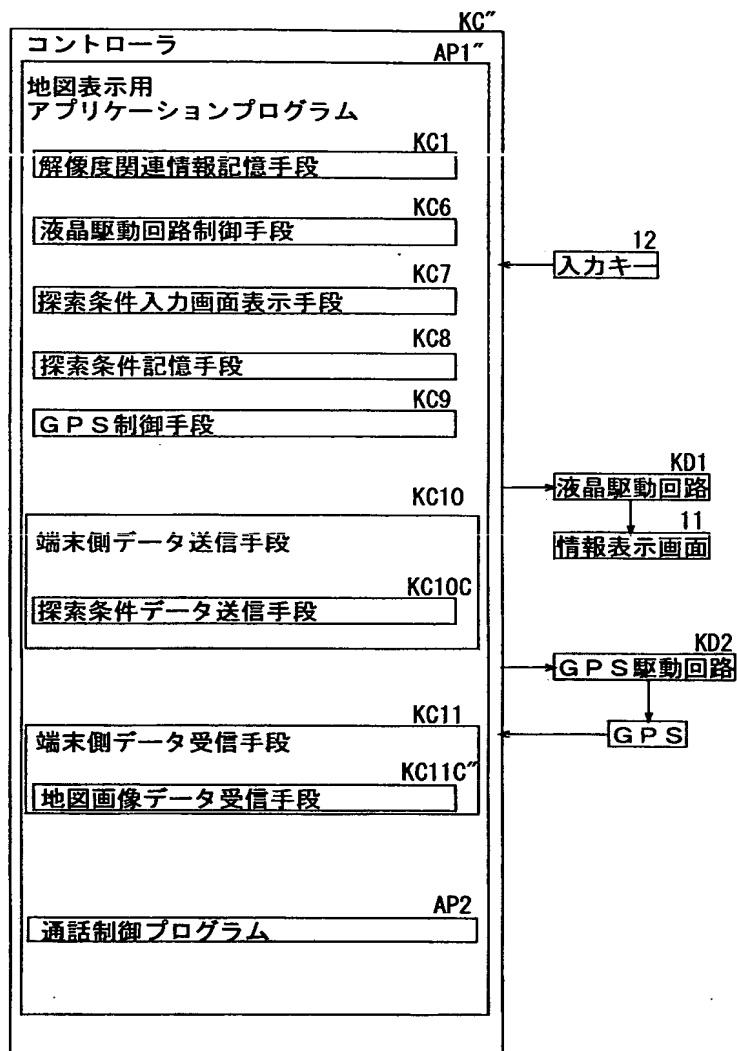 KC″
コントローラ
AP1″
地図表示用
アプリケーションプログラム
KC1
解像度関連情報記憶手段
KC6
液晶駆動回路制御手段
12
入力キー
KC7
探索条件入力画面表示手段
KC8
探索条件記憶手段
KC9
GPS制御手段
KD1
液晶駆動回路
KC10
11
情報表示画面
端末側データ送信手段
KC10C
探索条件データ送信手段
KD2
GPS駆動回路
KC11
端末側データ受信手段
GPS
KC11C″
地図画像データ受信手段
AP2
通話制御プログラム